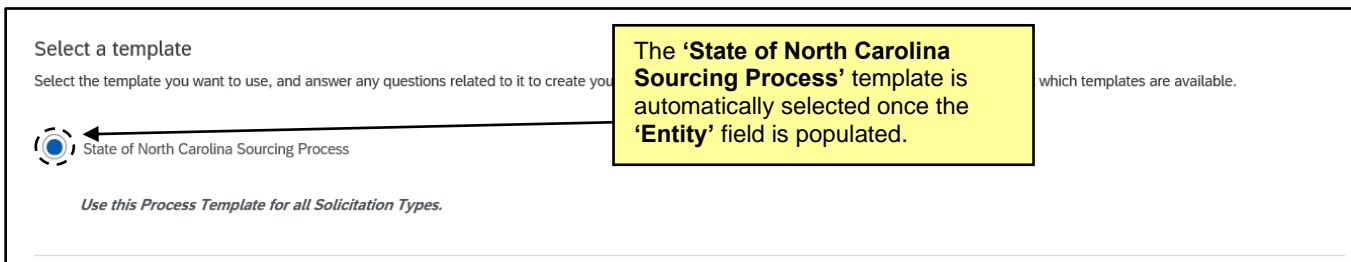 Select a template
Select the template you want to use, and answer any questions related to it to create you
which templates are available.
The ‘State of North Carolina
Sourcing Process’ template is
automatically selected once the
‘Entity’ field is populated.
State of North Carolina Sourcing Process
Use this Process Template for all Solicitation Types.